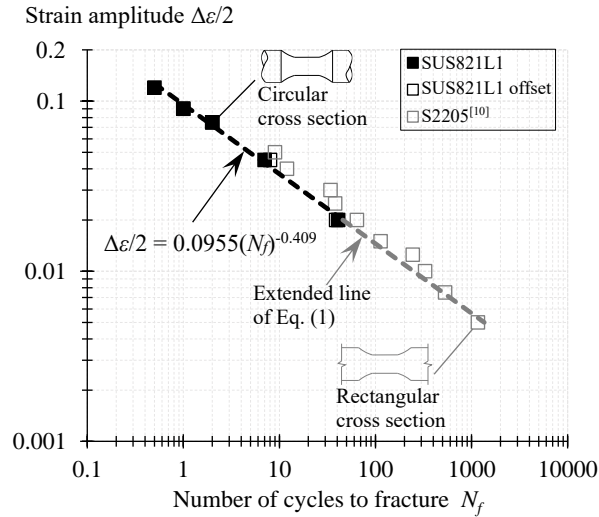 Strain amplitude Δε/2
0.2
0.1
0.01
0.001
SUS821L1
SUS821L1 offset
S2205[10]
Circular
cross section
Δε/2 = 0.0955(Nf)-0.409
Extended line
of Eq. (1)
Rectangular
cross section
0.1 1 10 100 1000 10000
Number of cycles to fracture Nf